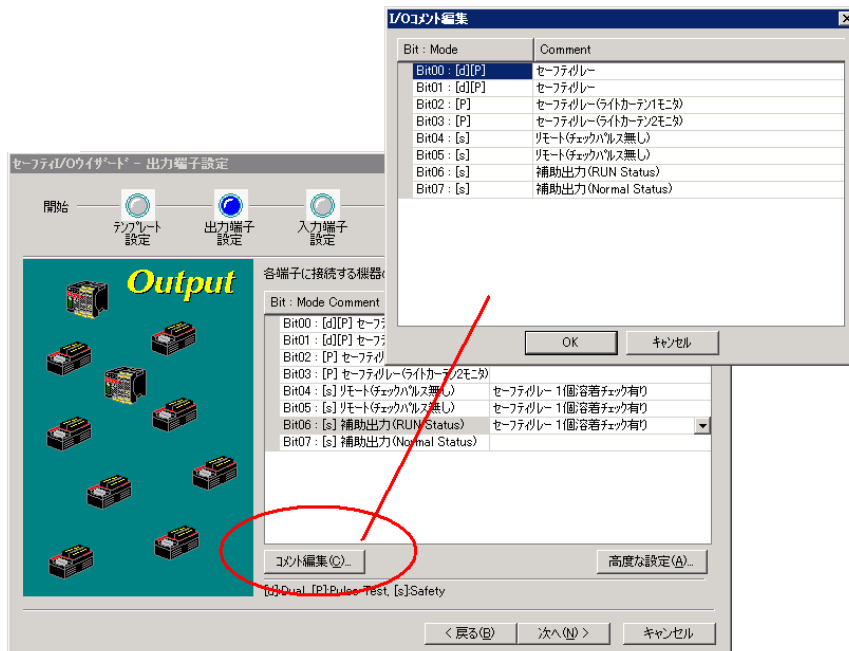 I/Oコメント編集
Bit : Mode Comment
Bit00 : [d][P] セーフティリレー
Bit01 : [d][P] セーフティリレー
Bit02 : [P] セーフティリレー(ライトカーテン1モニタ)
Bit03 : [P] セーフティリレー(ライトカーテン2モニタ)
Bit04 : [s] リモート(チェックパルス無し)
Bit05 : [s] リモート(チェックパルス無し)
Bit06 : [s] 補助出力(RUN Status)
Bit07 : [s] 補助出力(Normal Status)
OK キャンセル
セーフティI/Oウィザード - 出力端子設定
開始
テンプレート設定
出力端子設定
入力端子設定
Output
各端子に接続する機器の
Bit : Mode Comment
Bit00 : [d][P] セーフテ
Bit01 : [d][P] セーフテ
Bit02 : [P] セーフティリ
Bit03 : [P] セーフティリレー(ライトカーテン2モニタ)
Bit04 : [s] リモート(チェックパルス無し) セーフティリレー 1個溶着チェック有り
Bit05 : [s] リモート(チェックパルス無し) セーフティリレー 1個溶着チェック有り
Bit06 : [s] 補助出力(RUN Status) セーフティリレー 1個溶着チェック有り
Bit07 : [s] 補助出力(Normal Status)
コメント編集(C)... 高度な設定(A)...
[d]:Dual, [P]:Pulse-Test, [s]:Safety
< 戻る(B) 次へ(N) > キャンセル